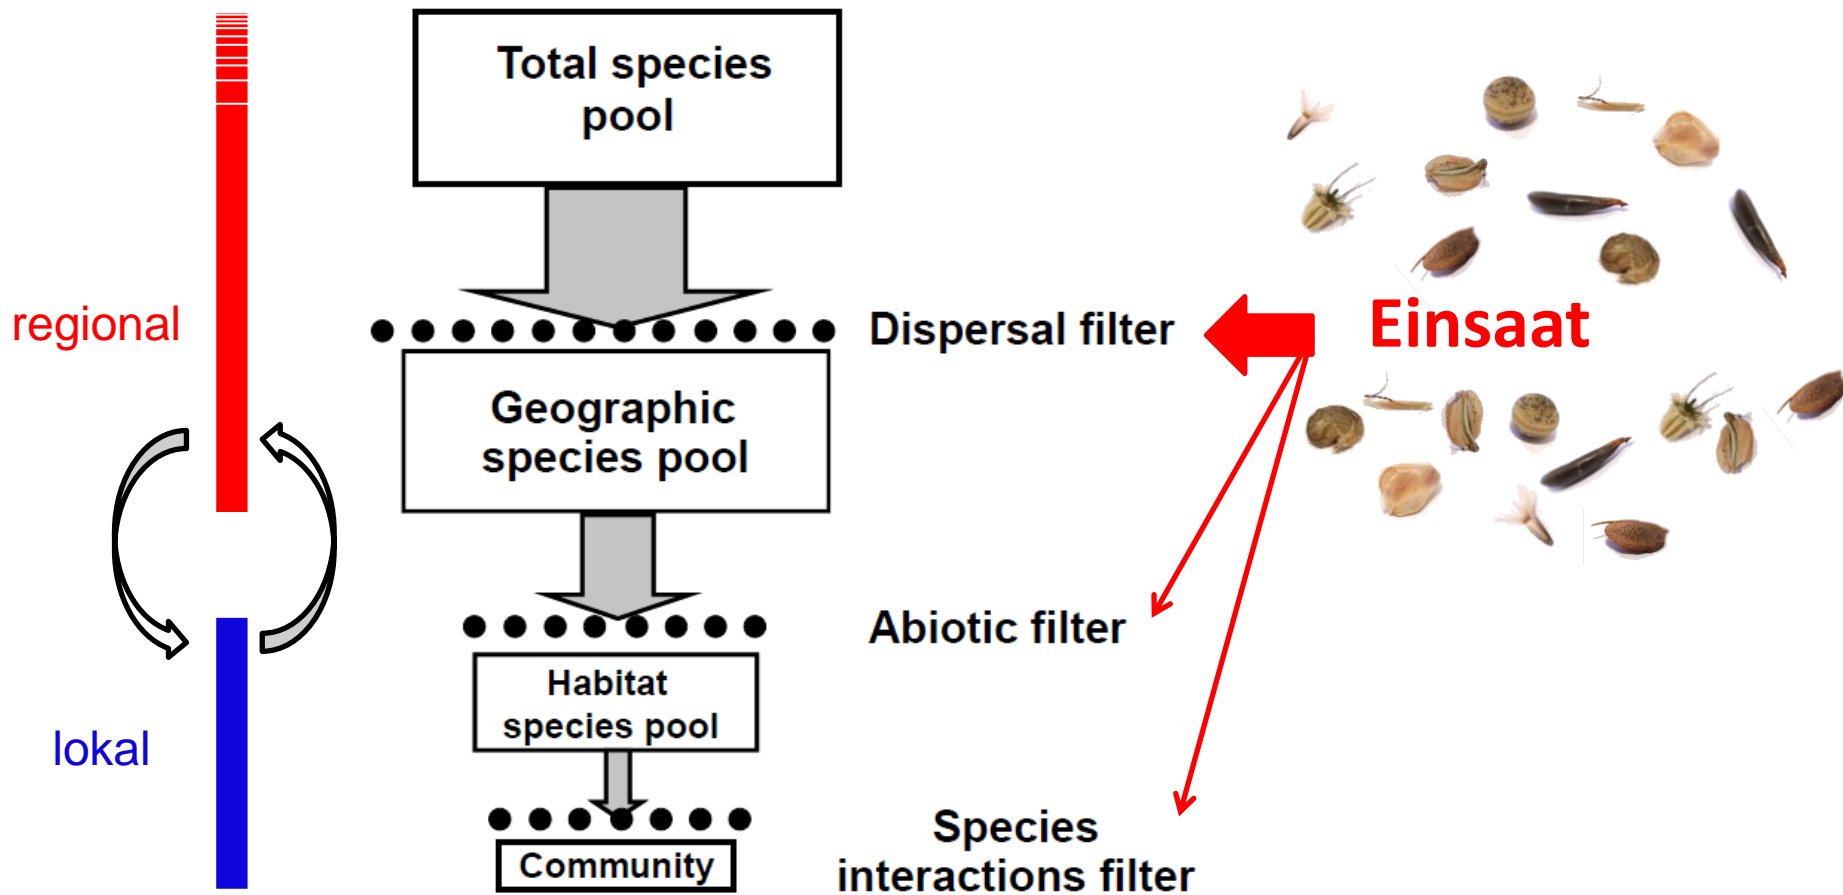 Total species
pool
regional
Dispersal filter
Einsaat
Geographic
species pool
Abiotic filter
Habitat
species pool
lokal
Species
interactions filter
Community